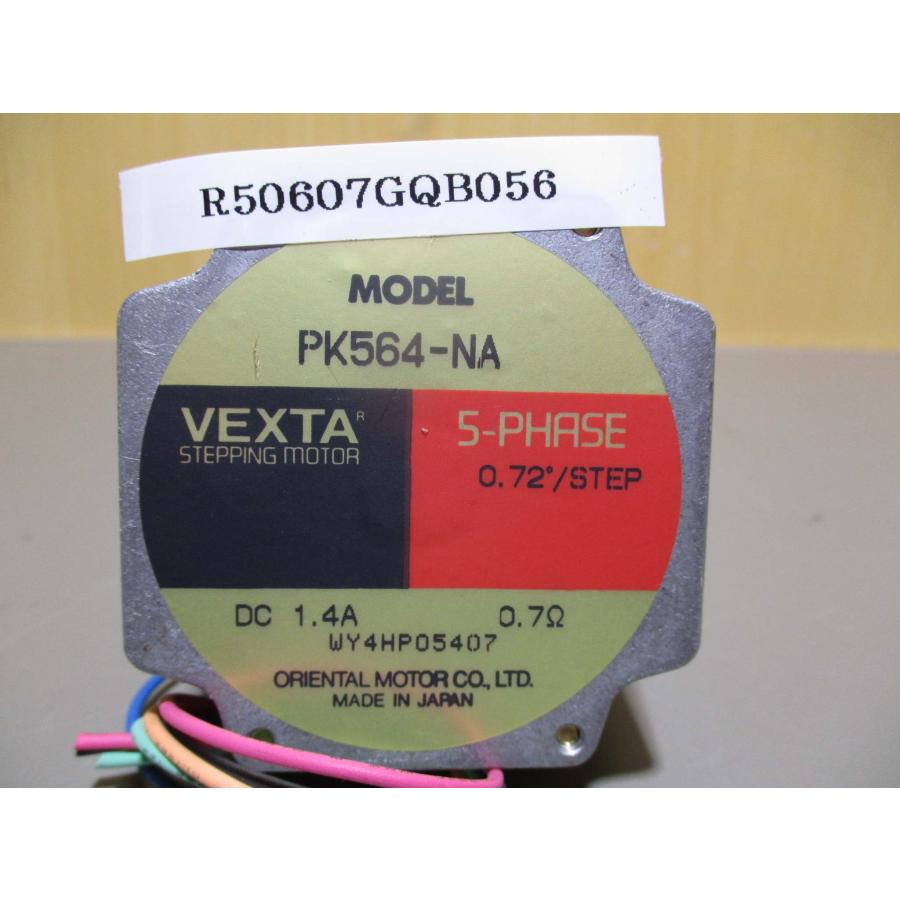 R50607GQB056
MODEL
PK564-NA
VEXTA R
STEPPING MOTOR
5-PHASE
0.72°/STEP
DC 1.4A 0.7Ω
WY4HP05407
ORIENTAL MOTOR CO., LTD.
MADE IN JAPAN